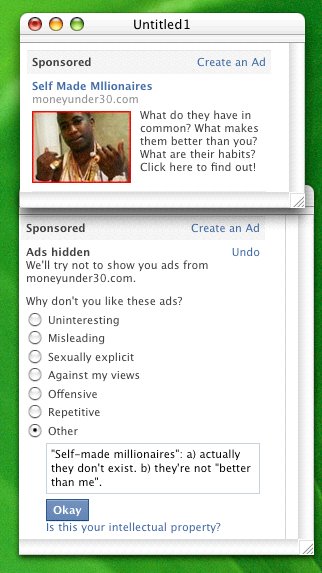 Untitled1
Sponsored Create an Ad
Self Made MIlionaires
moneyunder30.com
What do they have in
common? What makes
them better than you?
What are their habits?
Click here to find out!
Sponsored Create an Ad
Ads hidden Undo
We'll try not to show you ads from
moneyunder30.com.
Why don't you like these ads?
Uninteresting
Misleading
Sexually explicit
Against my views
Offensive
Repetitive
Other
"Self-made millionaires": a) actually
they don't exist. b) they're not "better
than me".
Okay
Is this your intellectual property?